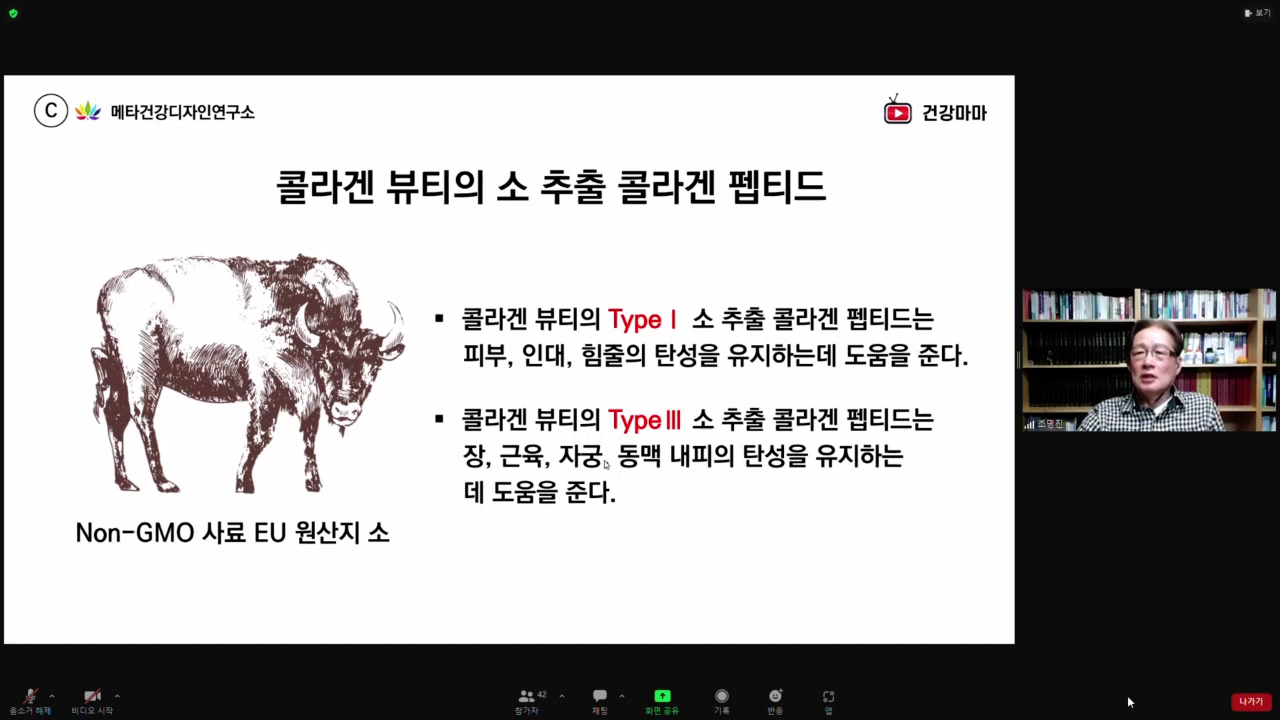 보기
C 메타건강디자인연구소
건강마마
콜라겐 뷰티의 소 추출 콜라겐 펩티드
▪ 콜라겐 뷰티의 TypeⅠ 소 추출 콜라겐 펩티드는
피부, 인대, 힘줄의 탄성을 유지하는데 도움을 준다.
▪ 콜라겐 뷰티의 TypeⅢ 소 추출 콜라겐 펩티드는
장, 근육, 자궁, 동맥 내피의 탄성을 유지하는
데 도움을 준다.
Non-GMO 사료 EU 원산지 소
조명진
음소거 해제
비디오 시작
42
참가자
채팅
화면 공유
기록
반응
앱
나가기